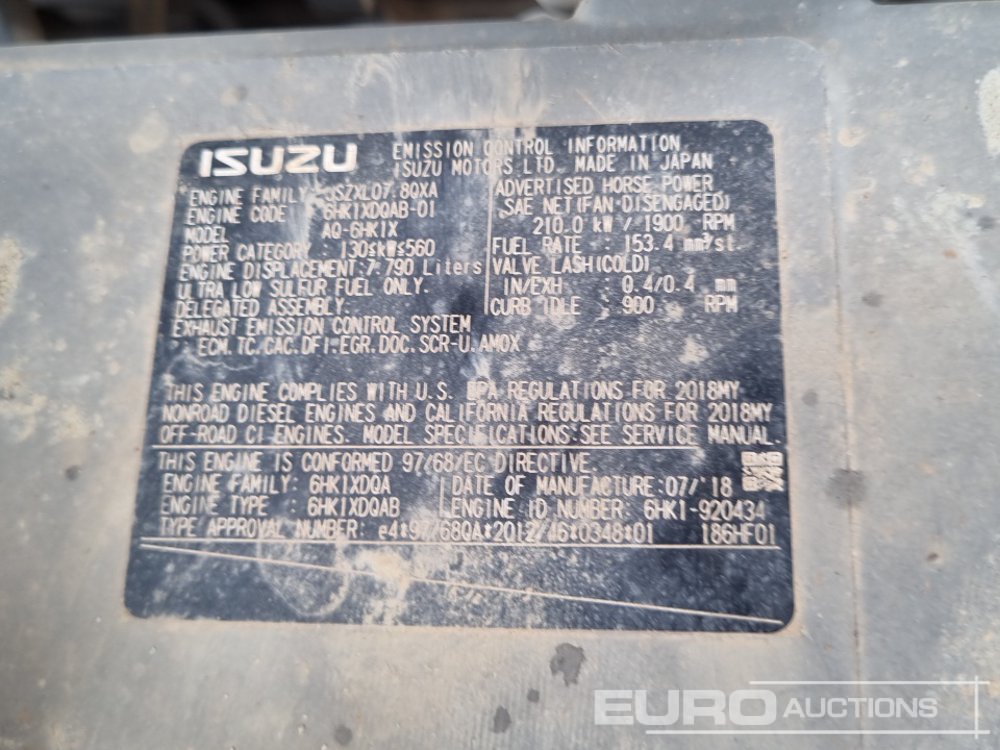 ISUZU
EMISSION CONTROL INFORMATION
ISUZU MOTORS LTD. MADE IN JAPAN
ENGINE FAMILY : JSZXL07.8QXA
ENGINE CODE : 6HK1XDQAB-01
MODEL : AQ-6HK1X
POWER CATEGORY : 130≤kW≤560
ENGINE DISPLACEMENT:7.790 Liters
ULTRA LOW SULFUR FUEL ONLY.
DELEGATED ASSEMBLY.
ADVERTISED HORSE POWER
SAE NET(FAN DISENGAGED)
210.0 kW / 1900 RPM
FUEL RATE : 153.4 mm³/st
VALVE LASH(COLD)
IN/EXH : 0.4/0.4 mm
CURB IDLE : 900 RPM
EXHAUST EMISSION CONTROL SYSTEM
: ECM.TC.CAC.DFI.EGR.DOC.SCR-U.AMOX
THIS ENGINE COMPLIES WITH U.S. EPA REGULATIONS FOR 2018MY
NONROAD DIESEL ENGINES AND CALIFORNIA REGULATIONS FOR 2018MY
OFF-ROAD CI ENGINES. MODEL SPECIFICATIONS:SEE SERVICE MANUAL.
THIS ENGINE IS CONFORMED 97/68/EC DIRECTIVE.
ENGINE FAMILY: 6HK1XDQA
DATE OF MANUFACTURE:07/'18
ENGINE TYPE : 6HK1XDQAB
ENGINE ID NUMBER: 6HK1-920434
TYPE APPROVAL NUMBER: e4*97/68QA*2012/46*0348*01 186HF01
EURO AUCTIONS